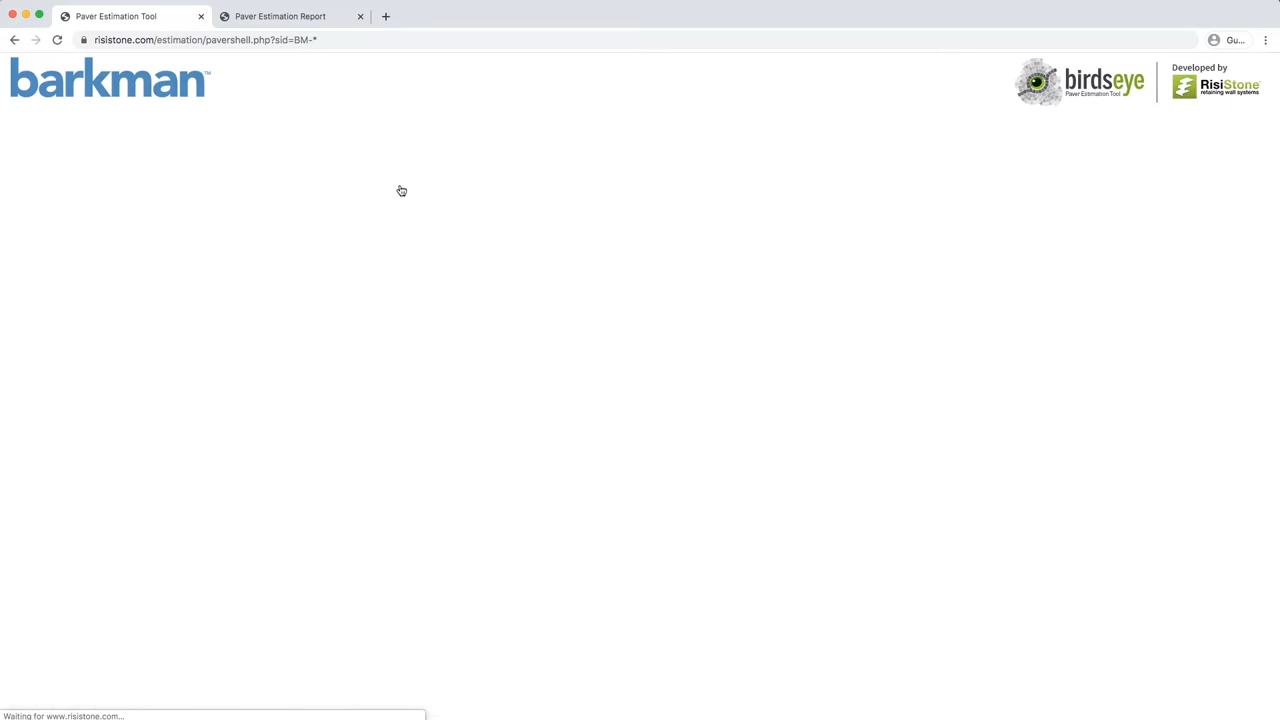 Paver Estimation Tool
Paver Estimation Report
risistone.com/estimation/pavershell.php?sid=BM-*
Gu...
barkman™
birdseye
Paver Estimation Tool
Developed by
RisiStone
retaining wall systems
Waiting for www.risistone.com...